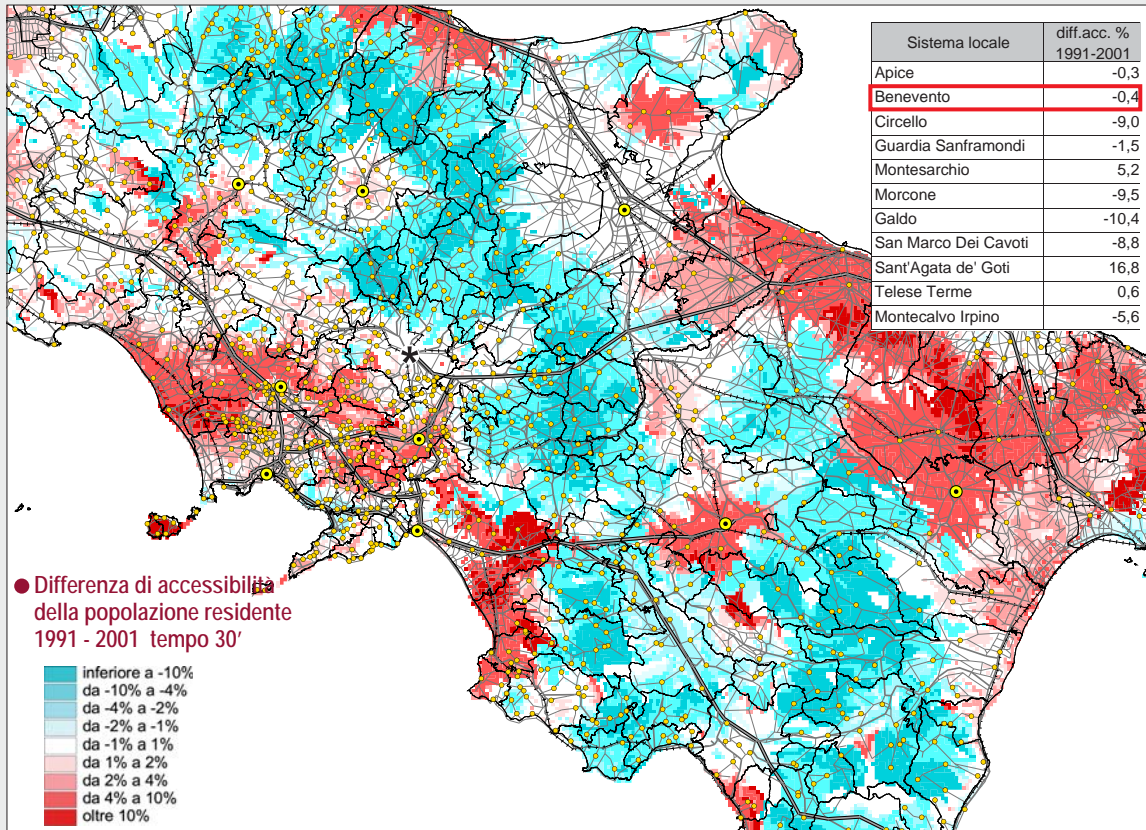 Sistema locale diff.acc. % 1991-2001
Apice -0,3
Benevento -0,4
Circello -9,0
Guardia Sanframondi -1,5
Montesarchio 5,2
Morcone -9,5
Galdo -10,4
San Marco Dei Cavoti -8,8
Sant'Agata de' Goti 16,8
Telese Terme 0,6
Montecalvo Irpino -5,6
Differenza di accessibilità
della popolazione residente
1991 - 2001 tempo 30'
inferiore a -10%
da -10% a -4%
da -4% a -2%
da -2% a -1%
da -1% a 1%
da 1% a 2%
da 2% a 4%
da 4% a 10%
oltre 10%